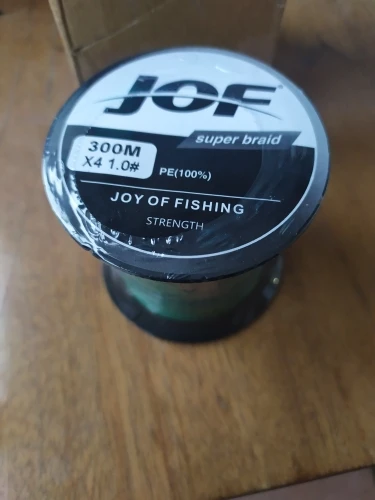 JOF
super braid
300M
X4 1.0#
PE(100%)
JOY OF FISHING
STRENGTH